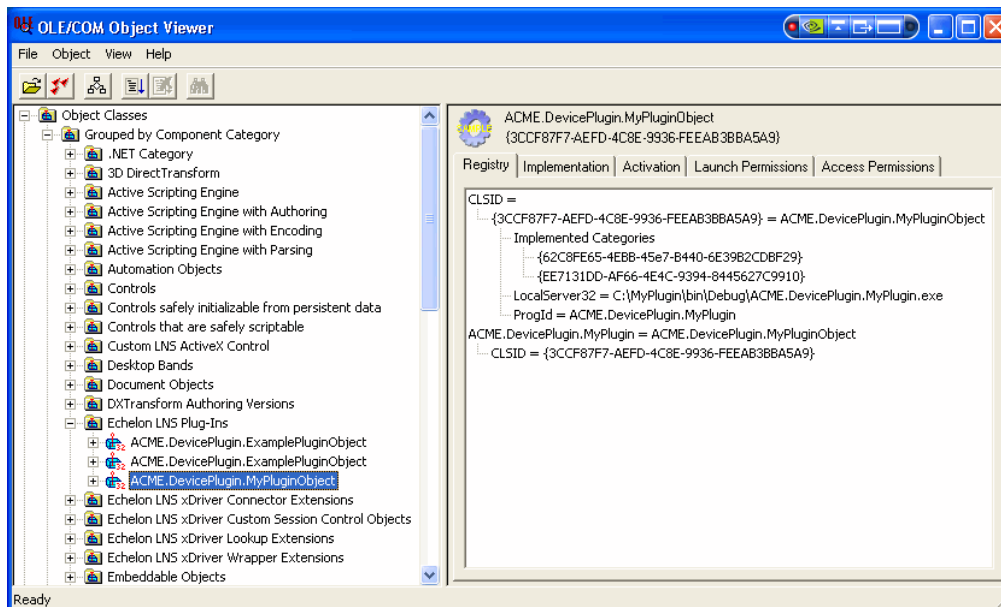 OLE/COM Object Viewer
File Object View Help
Object Classes
Grouped by Component Category
.NET Category
3D DirectTransform
Active Scripting Engine
Active Scripting Engine with Authoring
Active Scripting Engine with Encoding
Active Scripting Engine with Parsing
Automation Objects
Controls
Controls safely initializable from persistent data
Controls that are safely scriptable
Custom LNS ActiveX Control
Desktop Bands
Document Objects
DXTransform Authoring Versions
Echelon LNS Plug-Ins
ACME.DevicePlugin.ExamplePluginObject
ACME.DevicePlugin.ExamplePluginObject
ACME.DevicePlugin.MyPluginObject
Echelon LNS xDriver Connector Extensions
Echelon LNS xDriver Custom Session Control Objects
Echelon LNS xDriver Lookup Extensions
Echelon LNS xDriver Wrapper Extensions
Embeddable Objects
ACME.DevicePlugin.MyPluginObject
{3CCF87F7-AEFD-4C8E-9936-FEEAB3BBA5A9}
Registry Implementation Activation Launch Permissions Access Permissions
CLSID =
{3CCF87F7-AEFD-4C8E-9936-FEEAB3BBA5A9} = ACME.DevicePlugin.MyPluginObject
Implemented Categories
{62C8FE65-4EBB-45e7-B440-6E39B2CDBF29}
{EE7131DD-AF66-4E4C-9394-8445627C9910}
LocalServer32 = C:\MyPlugin\bin\Debug\ACME.DevicePlugin.MyPlugin.exe
ProgId = ACME.DevicePlugin.MyPlugin
ACME.DevicePlugin.MyPlugin = ACME.DevicePlugin.MyPluginObject
CLSID = {3CCF87F7-AEFD-4C8E-9936-FEEAB3BBA5A9}
Ready